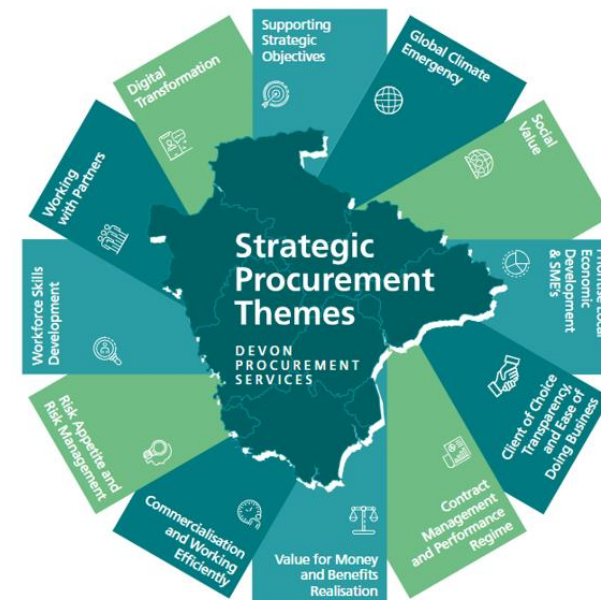 Strategic
Procurement
Themes
DEVON
PROCUREMENT
SERVICES
Supporting
Strategic
Objectives
Global Climate
Emergency
Social
Value
Prioritise Local
Economic
Development
& SME's
Client of Choice
Transparency,
and Ease of
Doing Business
Contract
Management
and Performance
Regime
Value for Money
and Benefits
Realisation
Commercialisation
and Working
Efficiently
Risk Appetite and
Risk Management
Workforce Skills
Development
Working
with Partners
Digital
Transformation